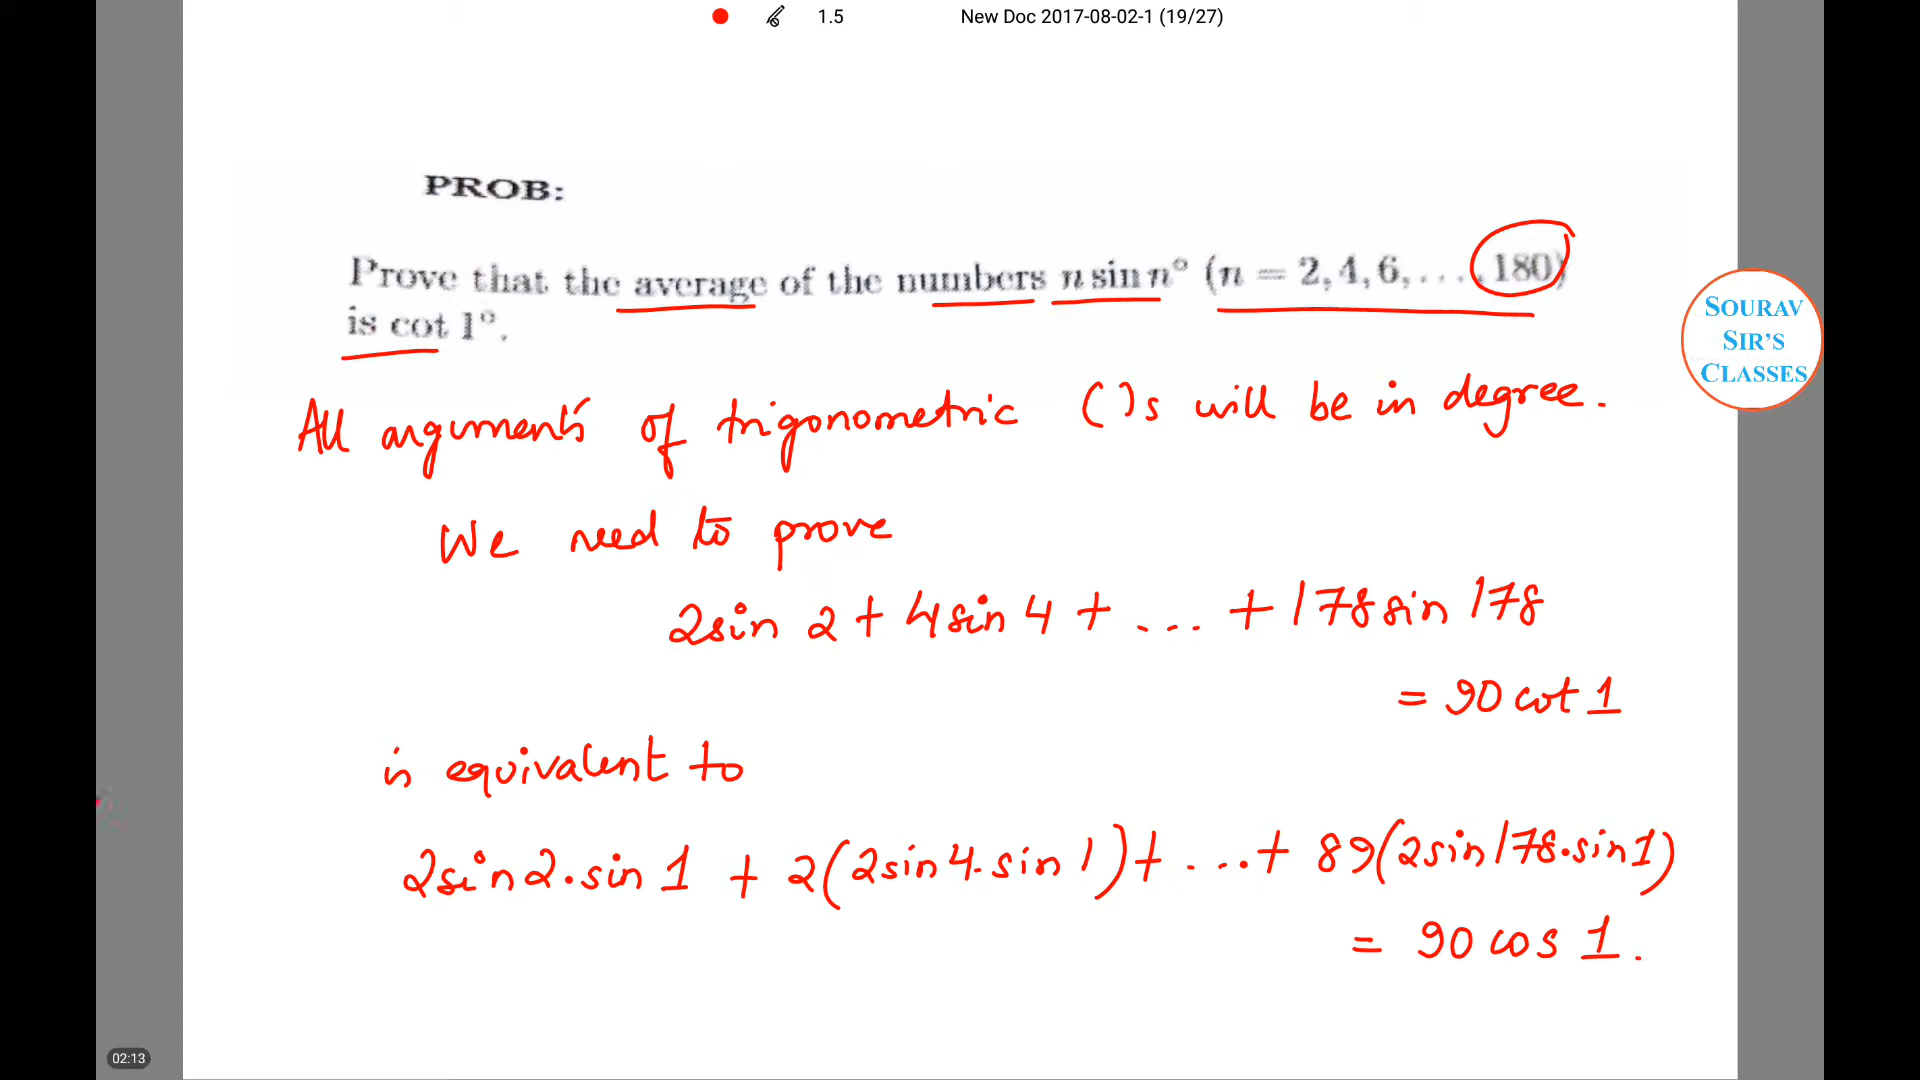 1.5 New Doc 2017-08-02-1 (19/27)
PROB:
Prove that the average of the numbers n sin n° (n = 2, 4, 6, . . . , 180)
is cot 1°.
SOURAV
SIR'S
CLASSES
All arguments of trigonometric ( )s will be in degree.
We need to prove
2sin 2 + 4sin 4 + ... + 178 sin 178
= 90 cot 1
is equivalent to
2sin2.sin 1 + 2(2sin4.sin 1) + ... + 89(2sin178.sin1)
= 90 cos 1.
02:13